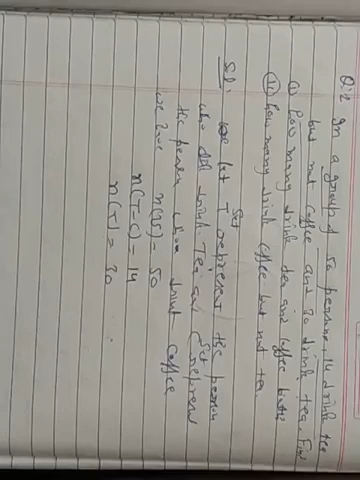 Q.2 In a group of 50 persons, 14 drink tea
but not coffee and 30 drink tea. Find
(i) How many drink tea and coffee both
(ii) How many drink coffee but not tea
Sol: we let T represent the person
Set
who drink Tea and C represent
Set
the person who drink coffee
we have n(TUC) = 50
n(T-C) = 14
n(T) = 30